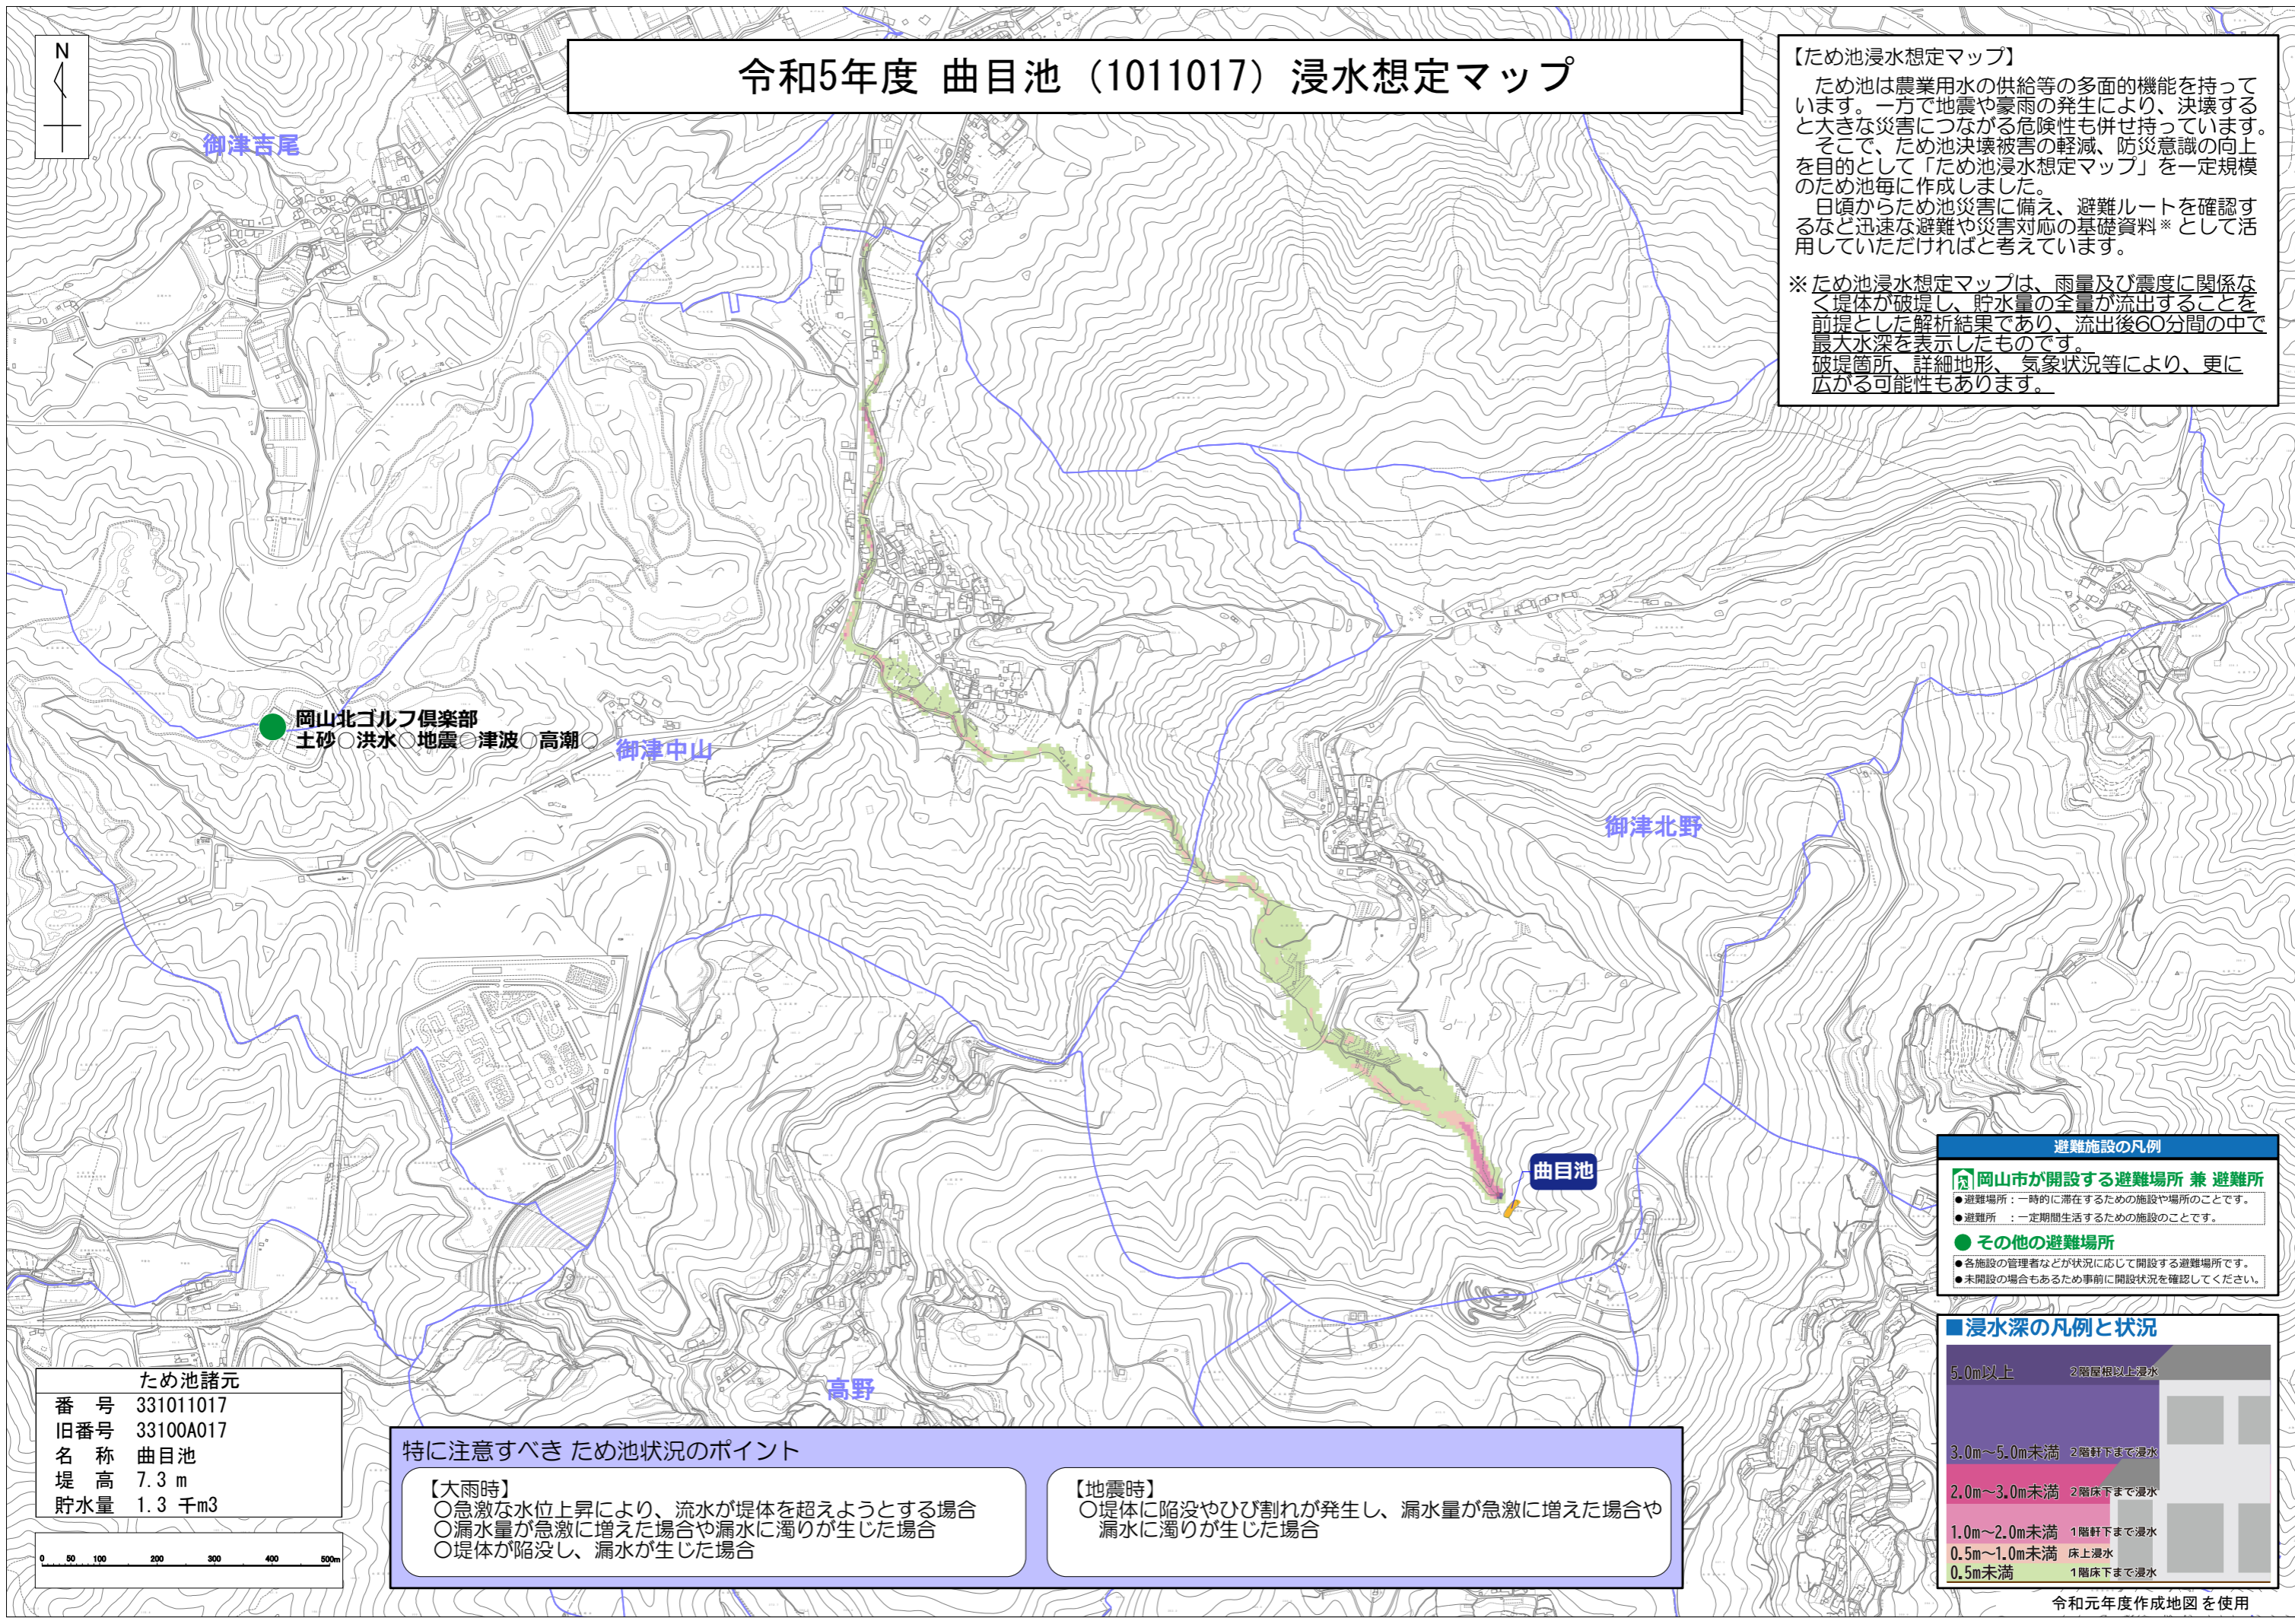 N
令和5年度 曲目池（1011017）浸水想定マップ
【ため池浸水想定マップ】
ため池は農業用水の供給等の多面的機能を持って
います。一方で地震や豪雨の発生により、決壊する
と大きな災害につながる危険性も併せ持っています。
そこで、ため池決壊被害の軽減、防災意識の向上
を目的として「ため池浸水想定マップ」を一定規模
のため池毎に作成しました。
日頃からため池災害に備え、避難ルートを確認す
るなど迅速な避難や災害対応の基礎資料※として活
用していただければと考えています。
※ため池浸水想定マップは、雨量及び震度に関係な
く堤体が破堤し、貯水量の全量が流出することを
前提とした解析結果であり、流出後60分間の中で
最大水深を表示したものです。
破堤箇所、詳細地形、気象状況等により、更に
広がる可能性もあります。
御津吉尾
岡山北ゴルフ倶楽部
土砂○洪水○地震○津波○高潮○
御津中山
御津北野
曲目池
高野
避難施設の凡例
岡山市が開設する避難場所 兼 避難所
●避難場所：一時的に滞在するための施設や場所のことです。
●避難所　：一定期間生活するための施設のことです。
● その他の避難場所
●各施設の管理者などが状況に応じて開設する避難場所です。
●未開設の場合もあるため事前に開設状況を確認してください。
■浸水深の凡例と状況
5.0m以上 2階屋根以上浸水
3.0m～5.0m未満 2階軒下まで浸水
2.0m～3.0m未満 2階床下まで浸水
1.0m～2.0m未満 1階軒下まで浸水
0.5m～1.0m未満 床上浸水
0.5m未満 1階床下まで浸水
ため池諸元
番　号 331011017
旧番号 33100A017
名　称 曲目池
堤　高 7.3 m
貯水量 1.3 千m3
0 50 100 200 300 400 500m
特に注意すべき ため池状況のポイント
【大雨時】
○急激な水位上昇により、流水が堤体を超えようとする場合
○漏水量が急激に増えた場合や漏水に濁りが生じた場合
○堤体が陥没し、漏水が生じた場合
【地震時】
○堤体に陥没やひび割れが発生し、漏水量が急激に増えた場合や
漏水に濁りが生じた場合
令和元年度作成地図を使用